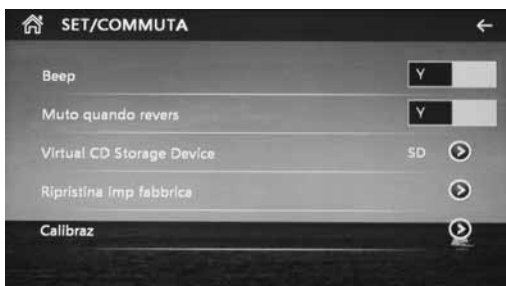 SET/COMMUTA
Beep Y
Muto quando revers Y
Virtual CD Storage Device SD
Ripristina imp fabbrica
Calibraz